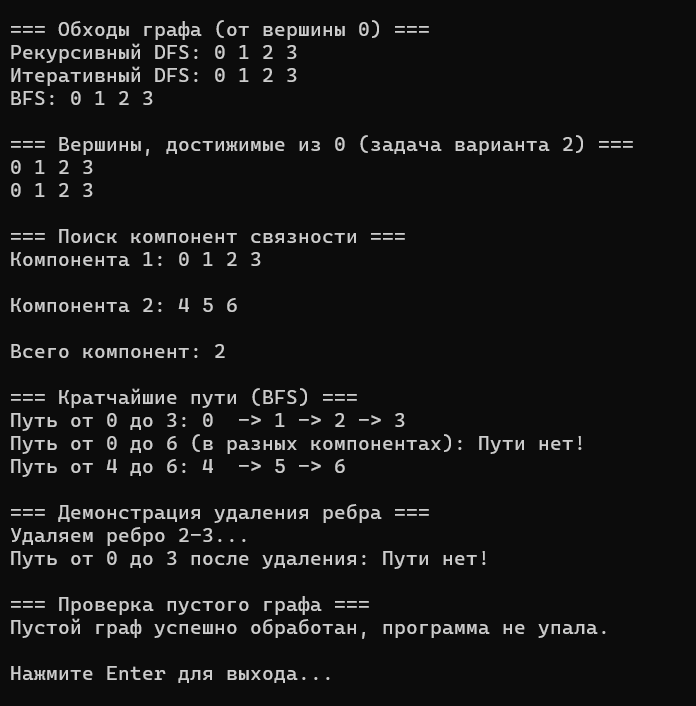 === Обходы графа (от вершины 0) ===
Рекурсивный DFS: 0 1 2 3
Итеративный DFS: 0 1 2 3
BFS: 0 1 2 3
=== Вершины, достижимые из 0 (задача варианта 2) ===
0 1 2 3
0 1 2 3
=== Поиск компонент связности ===
Компонента 1: 0 1 2 3
Компонента 2: 4 5 6
Всего компонент: 2
=== Кратчайшие пути (BFS) ===
Путь от 0 до 3: 0  -> 1 -> 2 -> 3
Путь от 0 до 6 (в разных компонентах): Пути нет!
Путь от 4 до 6: 4  -> 5 -> 6
=== Демонстрация удаления ребра ===
Удаляем ребро 2-3...
Путь от 0 до 3 после удаления: Пути нет!
=== Проверка пустого графа ===
Пустой граф успешно обработан, программа не упала.
Нажмите Enter для выхода...